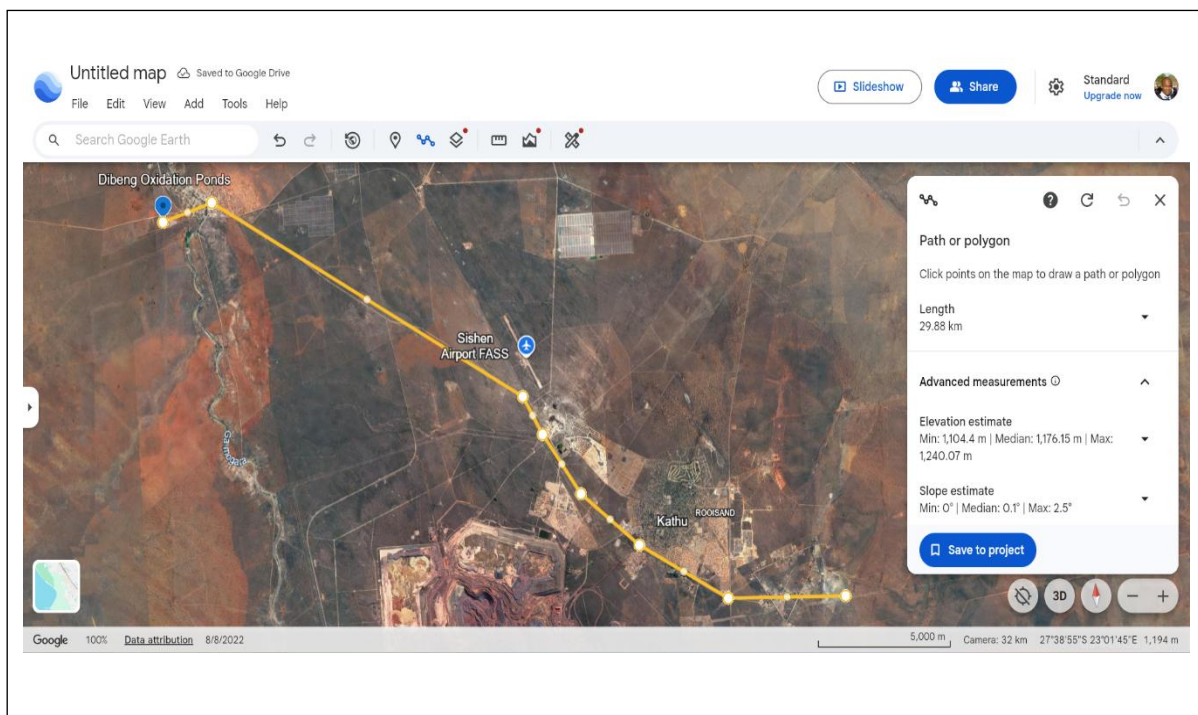 Untitled map Saved to Google Drive
File Edit View Add Tools Help
Slideshow
Share
Standard
Upgrade now
Search Google Earth
Dibeng Oxidation Ponds
Sishen
Airport FASS
Kathu
ROOISAND
Path or polygon
Click points on the map to draw a path or polygon
Length
29.88 km
Advanced measurements
Elevation estimate
Min: 1,104.4 m | Median: 1,176.15 m | Max:
1,240.07 m
Slope estimate
Min: 0° | Median: 0.1° | Max: 2.5°
Save to project
3D
Google 100% Data attribution 8/8/2022 5,000 m Camera: 32 km 27°38'55"S 23°01'45"E 1,194 m